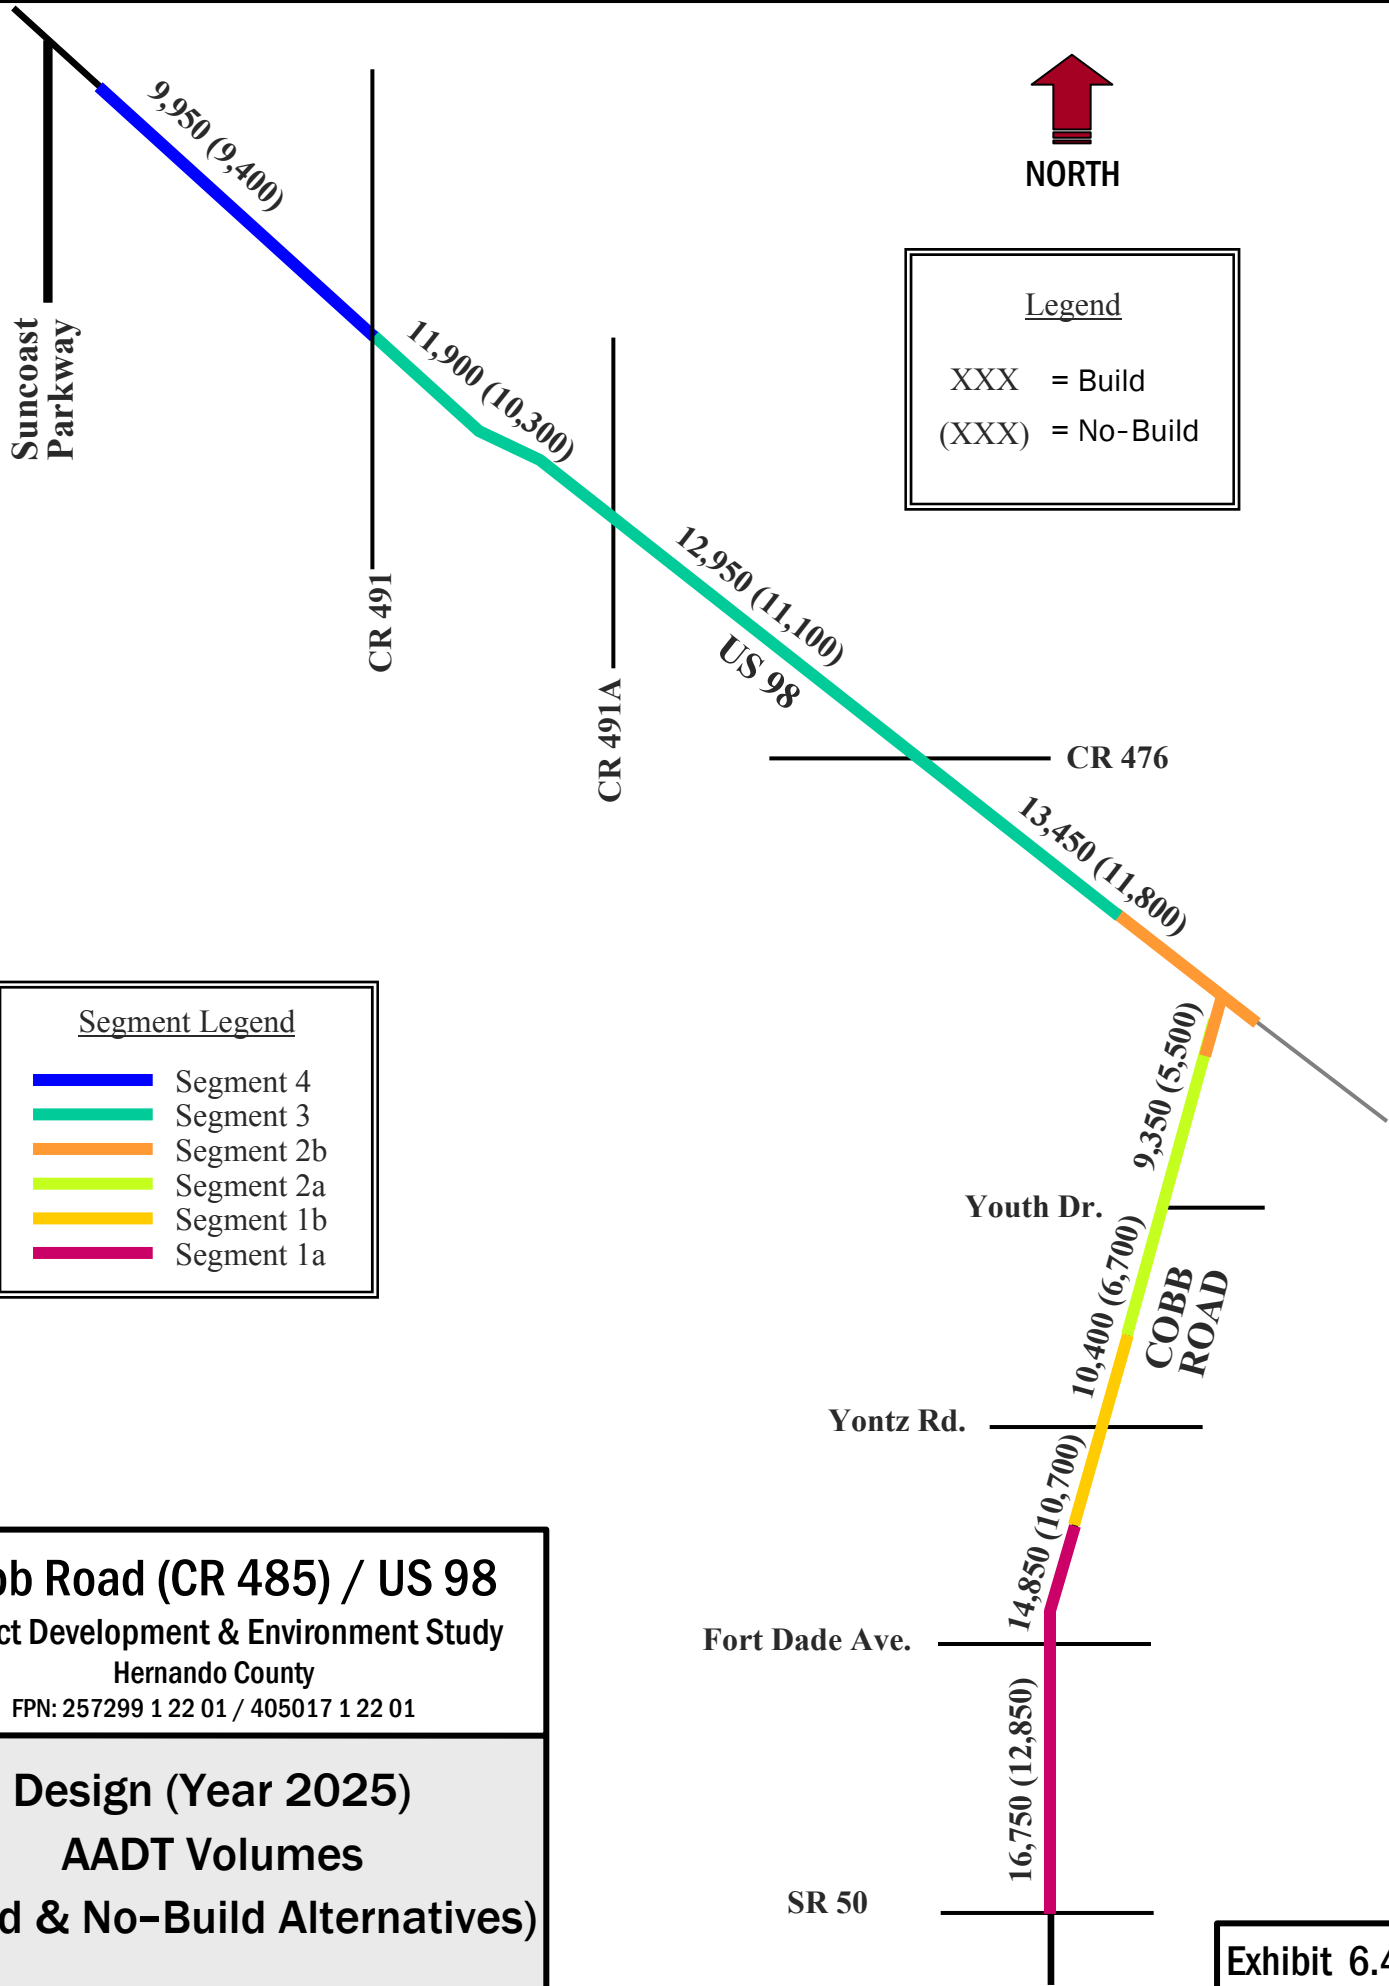 9,950 (9,400)
NORTH
Suncoast
Parkway
11,900 (10,300)
Legend
XXX = Build
(XXX) = No-Build
CR 491
12,950 (11,100)
US 98
CR 491A
CR 476
13,450 (11,800)
Segment Legend
Segment 4
Segment 3
Segment 2b
Segment 2a
Segment 1b
Segment 1a
9,350 (5,500)
Youth Dr.
10,400 (6,700)
COBB
ROAD
Yontz Rd.
14,850 (10,700)
Fort Dade Ave.
16,750 (12,850)
SR 50
Road (CR 485) / US 98
Development & Environment Study
Hernando County
FPN: 257299 1 22 01 / 405017 1 22 01
Design (Year 2025)
AADT Volumes
& No-Build Alternatives)
Exhibit 6.4